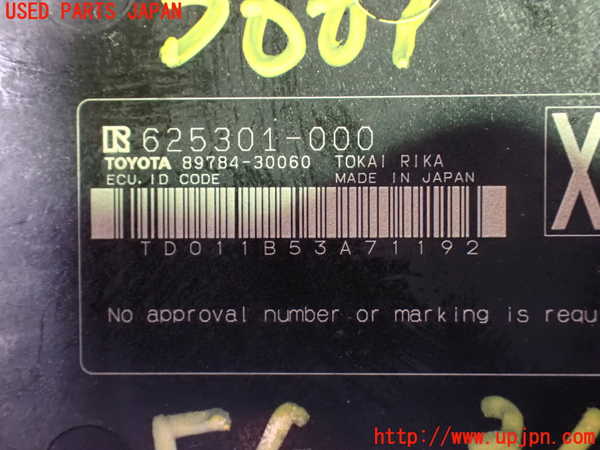 USED PARTS JAPAN
R 625301-000
TOYOTA 89784-30060 TOKAI RIKA
ECU. ID CODE MADE IN JAPAN
X
TD011B53A71192
No approval number or marking is requ
http://www.upjpn.com/